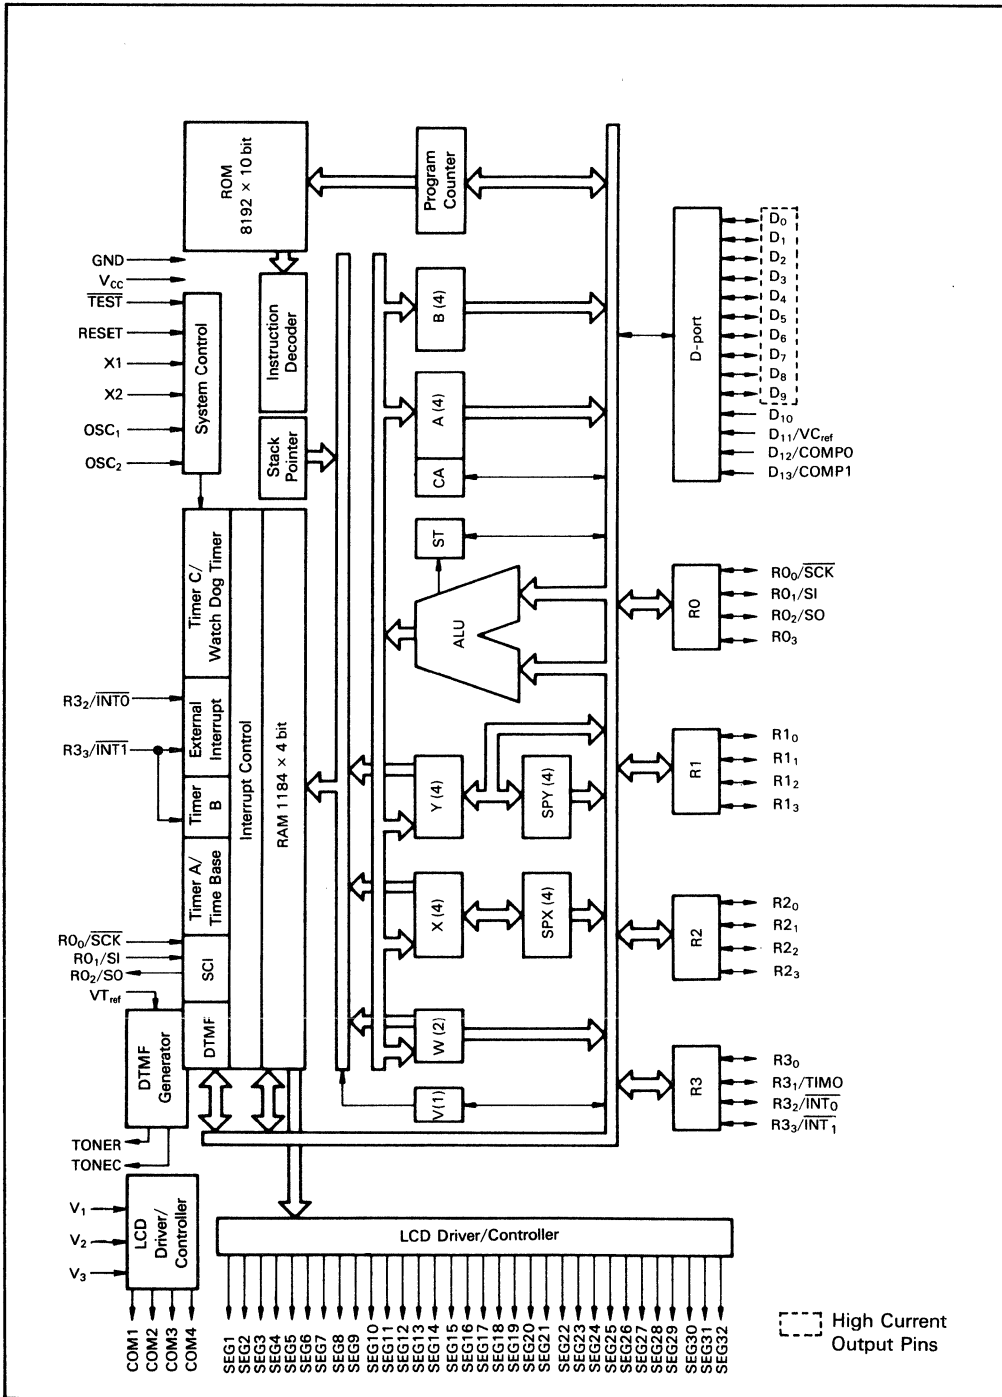 ROM
8192 × 10 bit
Program
Counter
GND
VCC
TEST
RESET
X1
X2
OSC1
OSC2
System Control
Instruction
Decoder
Stack
Pointer
B (4)
A (4)
CA
ST
ALU
D-port
D0
D1
D2
D3
D4
D5
D6
D7
D8
D9
D10
D11/VCref
D12/COMP0
D13/COMP1
Timer C/
Watch Dog Timer
External
Interrupt
Timer
B
Timer A/
Time Base
SCI
DTMF
Interrupt Control
RAM 1184 × 4 bit
R32/INT0
R33/INT1
R00/SCK
R01/SI
R02/SO
VTref
DTMF
Generator
TONER
TONEC
Y (4)
SPY (4)
X (4)
SPX (4)
W (2)
V(1)
R0
R00/SCK
R01/SI
R02/SO
R03
R1
R10
R11
R12
R13
R2
R20
R21
R22
R23
R3
R30
R31/TIMO
R32/INT0
R33/INT1
V1
V2
V3
LCD
Driver/
Controller
COM1
COM2
COM3
COM4
LCD Driver/Controller
SEG1
SEG2
SEG3
SEG4
SEG5
SEG6
SEG7
SEG8
SEG9
SEG10
SEG11
SEG12
SEG13
SEG14
SEG15
SEG16
SEG17
SEG18
SEG19
SEG20
SEG21
SEG22
SEG23
SEG24
SEG25
SEG26
SEG27
SEG28
SEG29
SEG30
SEG31
SEG32
High Current
Output Pins